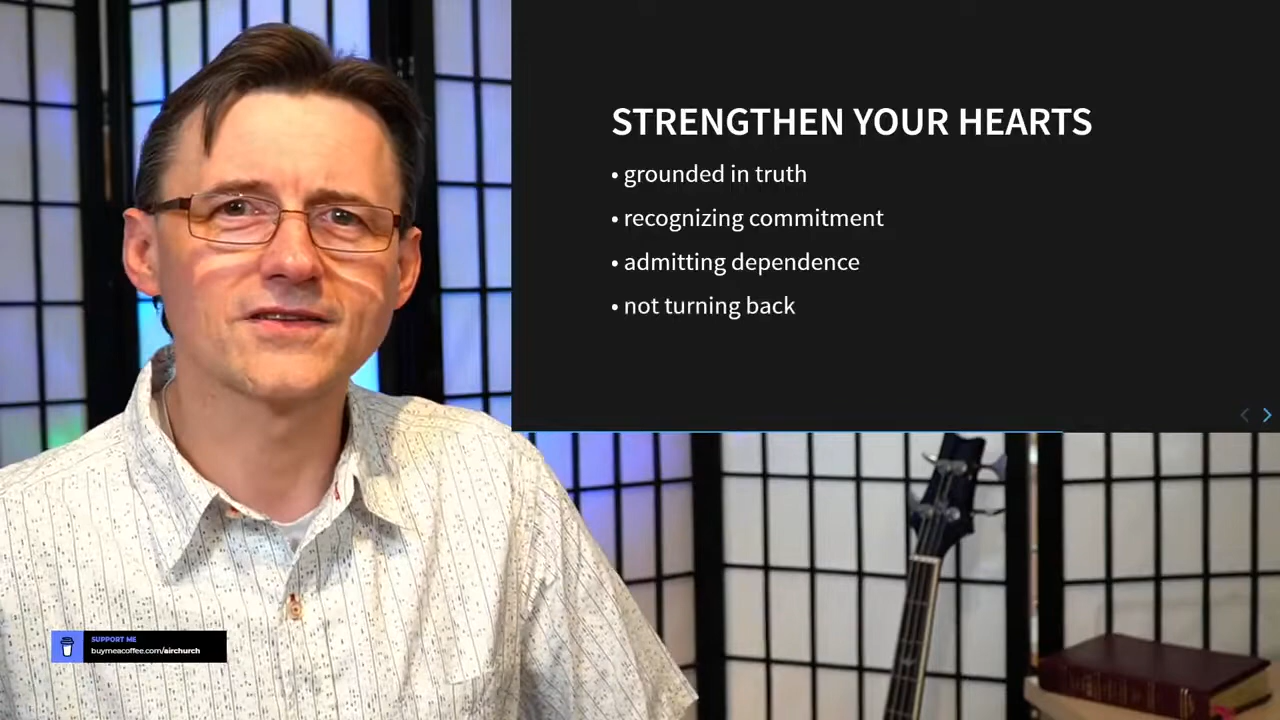 STRENGTHEN YOUR HEARTS
• grounded in truth
• recognizing commitment
• admitting dependence
• not turning back
SUPPORT ME
buymeacoffee.com/airchurch